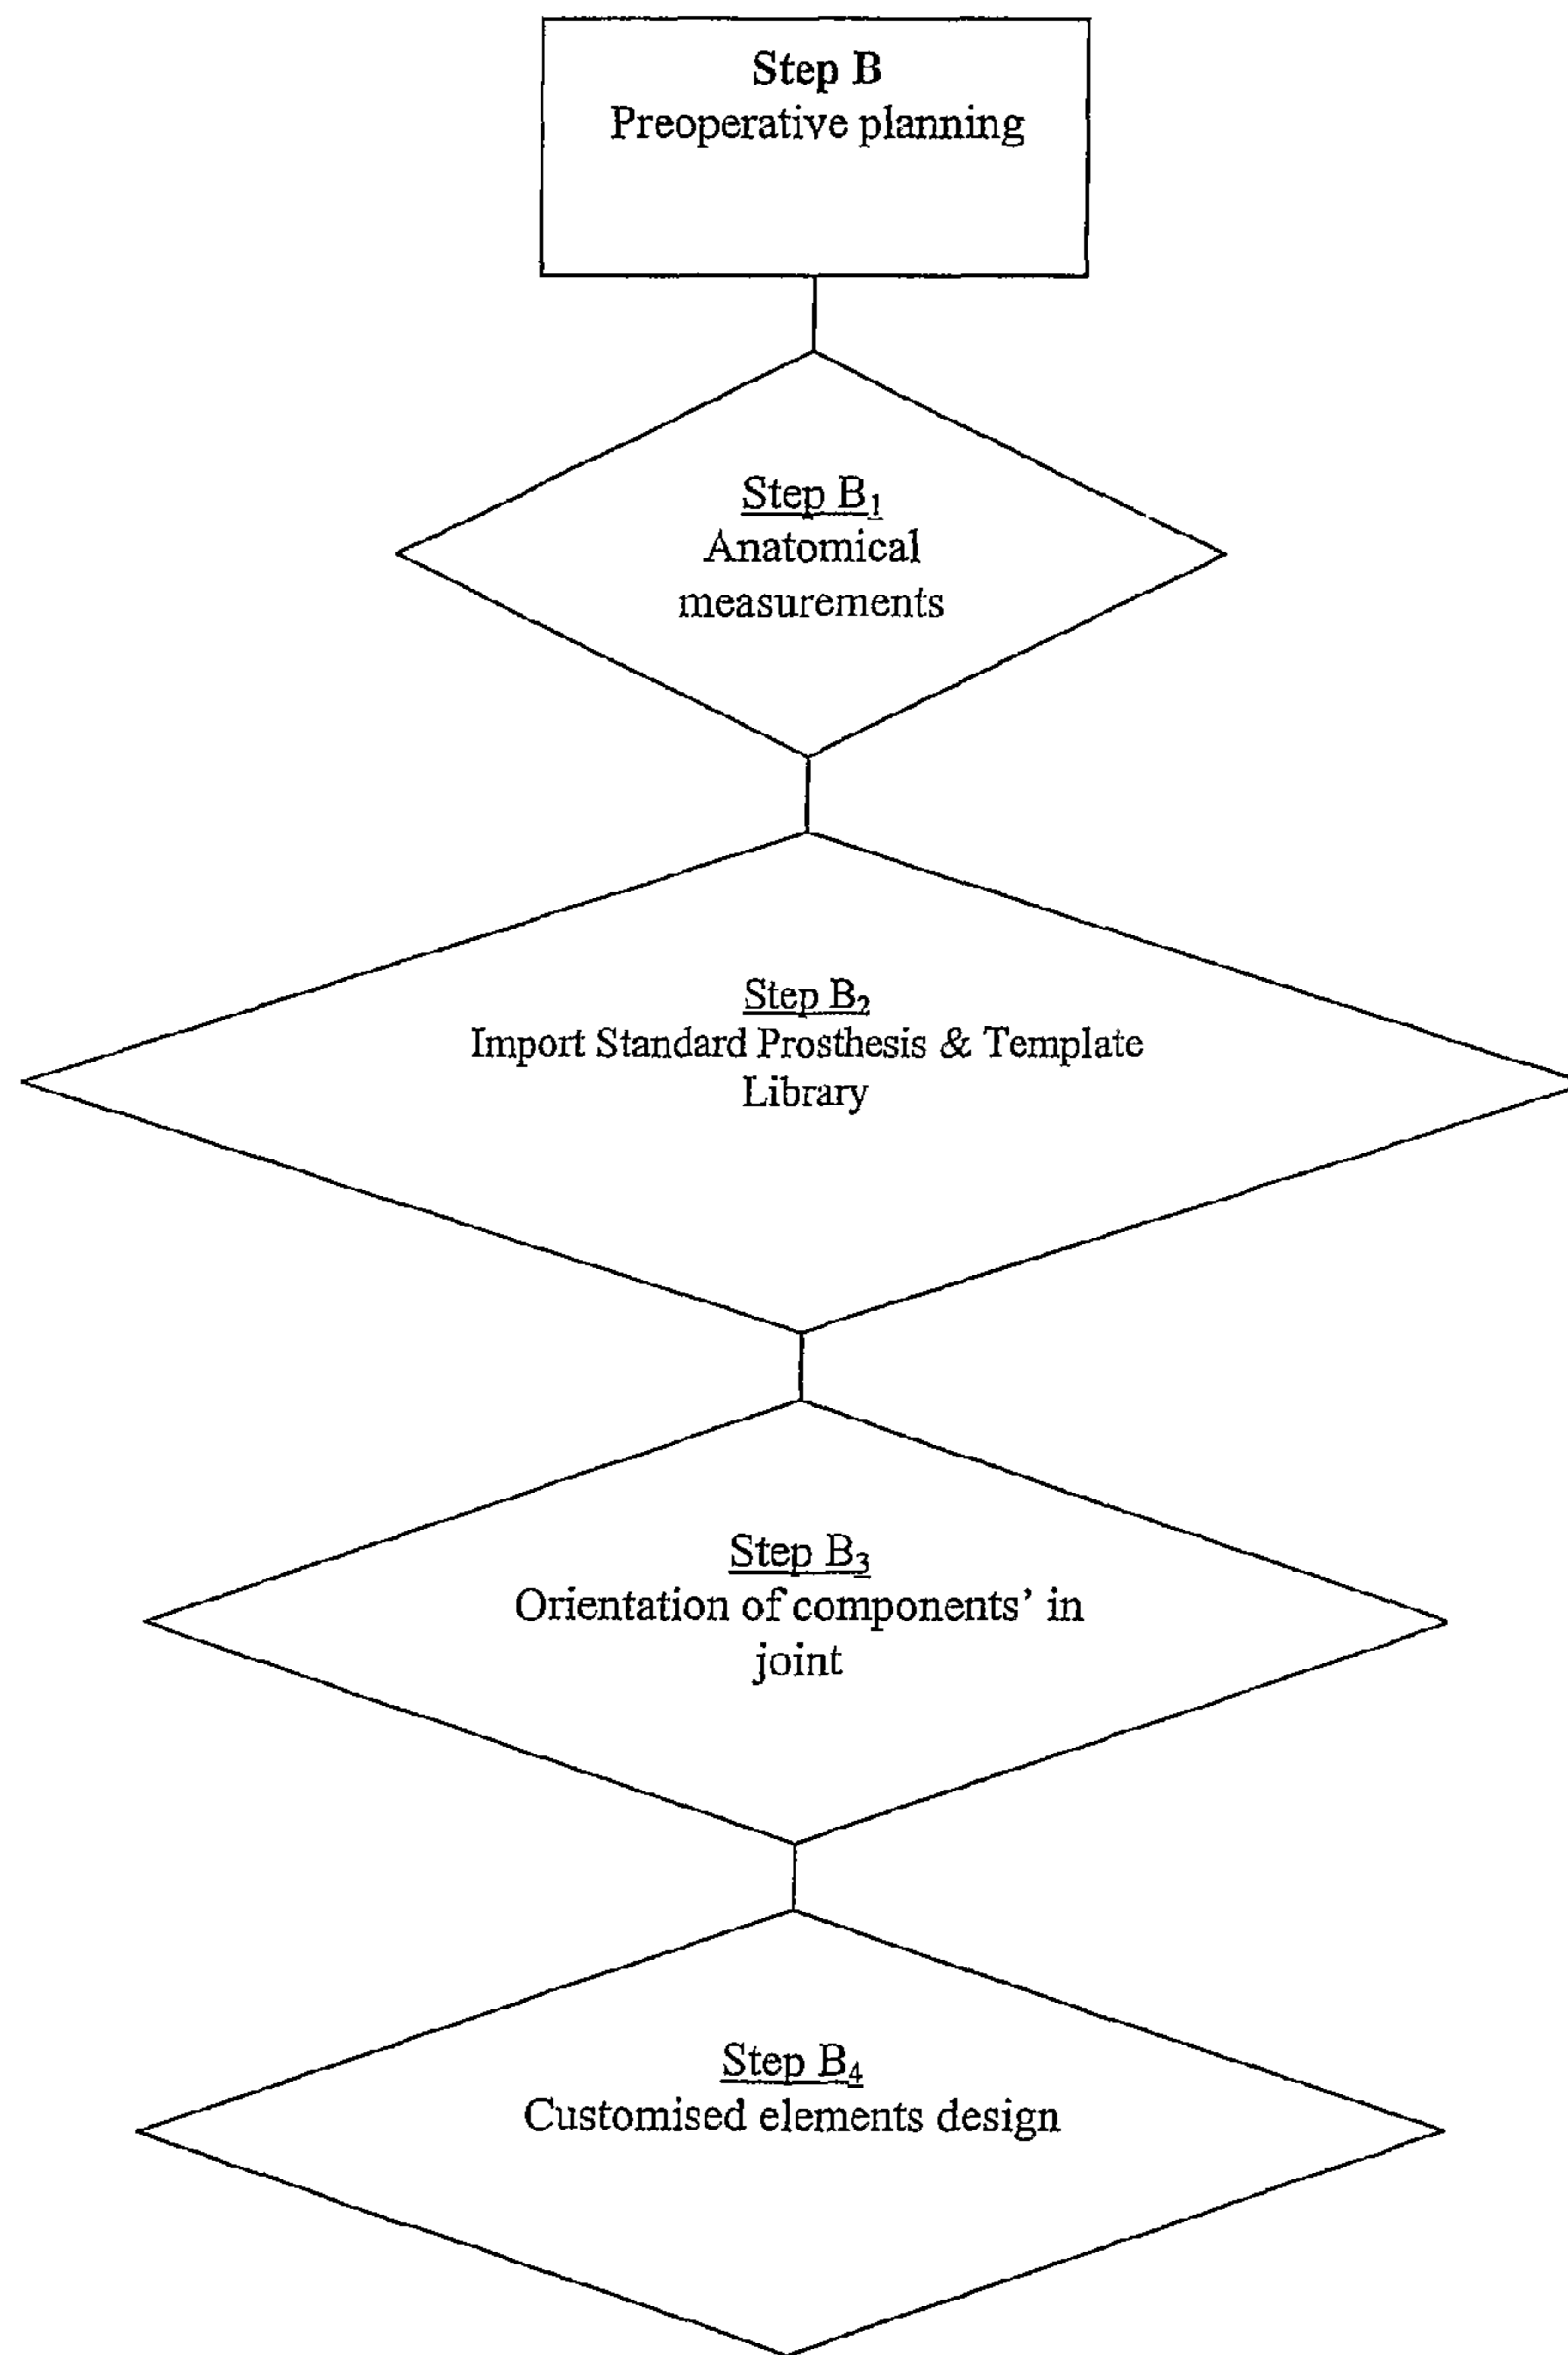 Step B
Preoperative planning
Step B₁
Anatomical
measurements
Step B₂
Import Standard Prosthesis & Template
Library
Step B₃
Orientation of components’ in
joint
Step B₄
Customised elements design